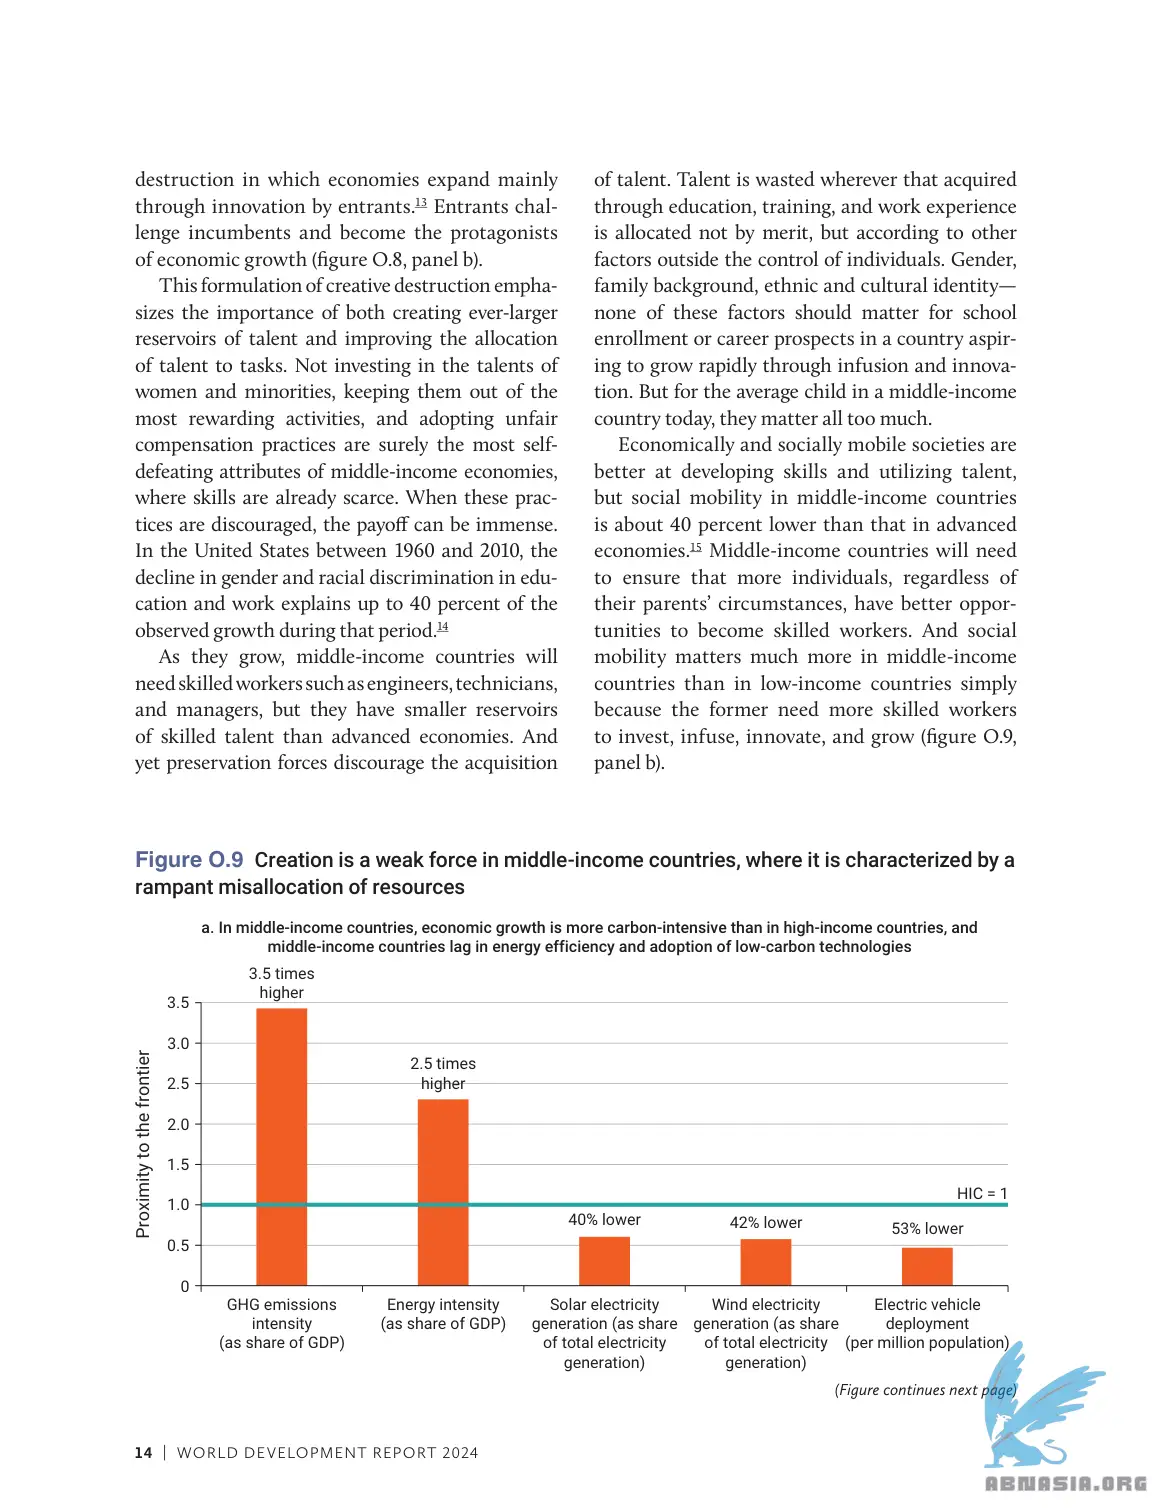 destruction in which economies expand mainly
through innovation by entrants.13 Entrants chal-
lenge incumbents and become the protagonists
of economic growth (figure O.8, panel b).
This formulation of creative destruction empha-
sizes the importance of both creating ever-larger
reservoirs of talent and improving the allocation
of talent to tasks. Not investing in the talents of
women and minorities, keeping them out of the
most rewarding activities, and adopting unfair
compensation practices are surely the most self-
defeating attributes of middle-income economies,
where skills are already scarce. When these prac-
tices are discouraged, the payoff can be immense.
In the United States between 1960 and 2010, the
decline in gender and racial discrimination in edu-
cation and work explains up to 40 percent of the
observed growth during that period.14
As they grow, middle-income countries will
need skilled workers such as engineers, technicians,
and managers, but they have smaller reservoirs
of skilled talent than advanced economies. And
yet preservation forces discourage the acquisition
of talent. Talent is wasted wherever that acquired
through education, training, and work experience
is allocated not by merit, but according to other
factors outside the control of individuals. Gender,
family background, ethnic and cultural identity—
none of these factors should matter for school
enrollment or career prospects in a country aspir-
ing to grow rapidly through infusion and innova-
tion. But for the average child in a middle-income
country today, they matter all too much.
Economically and socially mobile societies are
better at developing skills and utilizing talent,
but social mobility in middle-income countries
is about 40 percent lower than that in advanced
economies.15 Middle-income countries will need
to ensure that more individuals, regardless of
their parents’ circumstances, have better oppor-
tunities to become skilled workers. And social
mobility matters much more in middle-income
countries than in low-income countries simply
because the former need more skilled workers
to invest, infuse, innovate, and grow (figure O.9,
panel b).
Figure O.9 Creation is a weak force in middle-income countries, where it is characterized by a
rampant misallocation of resources
a. In middle-income countries, economic growth is more carbon-intensive than in high-income countries, and
middle-income countries lag in energy efficiency and adoption of low-carbon technologies
Proximity to the frontier
3.5
3.0
2.5
2.0
1.5
1.0
0.5
0
3.5 times
higher
2.5 times
higher
40% lower
42% lower
53% lower
HIC = 1
GHG emissions
intensity
(as share of GDP)
Energy intensity
(as share of GDP)
Solar electricity
generation (as share
of total electricity
generation)
Wind electricity
generation (as share
of total electricity
generation)
Electric vehicle
deployment
(per million population)
(Figure continues next page)
14 | WORLD DEVELOPMENT REPORT 2024
ABNASIA.ORG